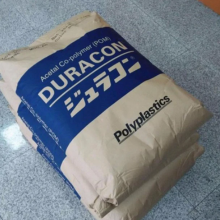 Acetal Co-polymer (POM)
DURACON
ジュラコン
Polyplastics